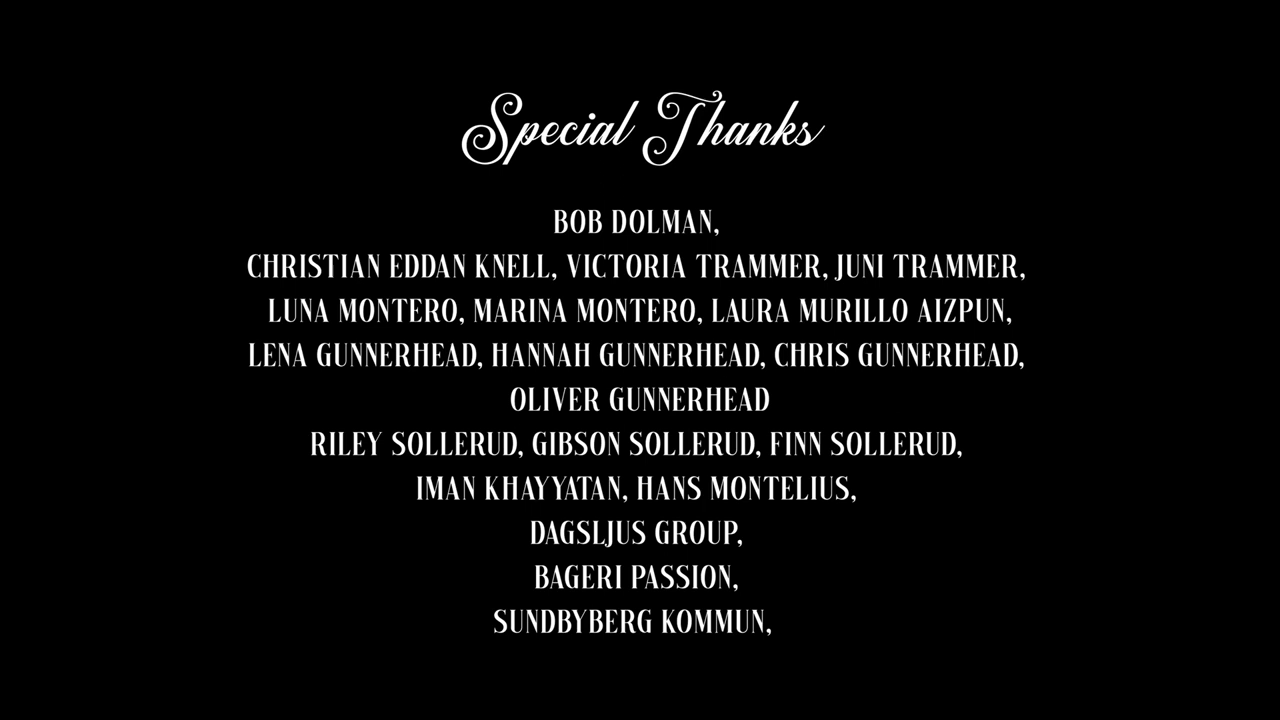 Special Thanks
BOB DOLMAN,
CHRISTIAN EDDAN KNELL, VICTORIA TRAMMER, JUNI TRAMMER,
LUNA MONTERO, MARINA MONTERO, LAURA MURILLO AIZPUN,
LENA GUNNERHEAD, HANNAH GUNNERHEAD, CHRIS GUNNERHEAD,
OLIVER GUNNERHEAD
RILEY SOLLERUD, GIBSON SOLLERUD, FINN SOLLERUD,
IMAN KHAYYATAN, HANS MONTELIUS,
DAGSLJUS GROUP,
BAGERI PASSION,
SUNDBYBERG KOMMUN,